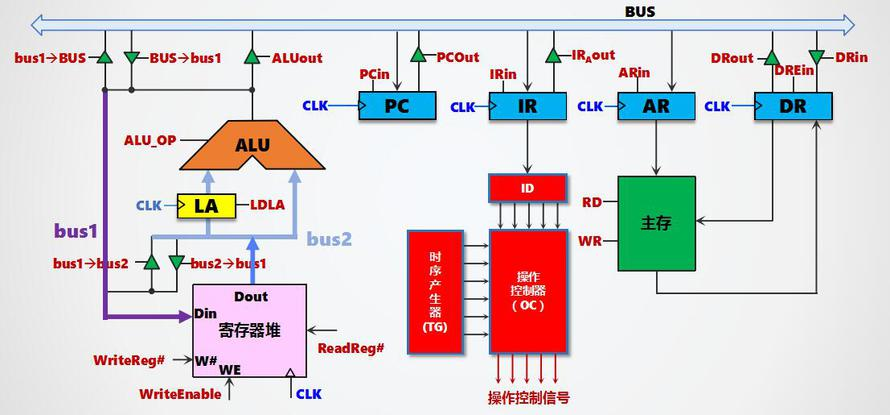 BUS
bus1→BUS
BUS→bus1
ALUout
PCOut
IRAout
DRout
DRin
PCin
IRin
ARin
DREin
CLK
PC
CLK
IR
CLK
AR
CLK
DR
ALU_OP
ALU
CLK
LA
LDLA
ID
RD
主存
WR
bus1
bus2
bus1→bus2
bus2→bus1
时序产生器
(TG)
操作
控制器
（OC）
Dout
Din
寄存器堆
ReadReg#
WriteReg#
W#
WE
WriteEnable
CLK
操作控制信号